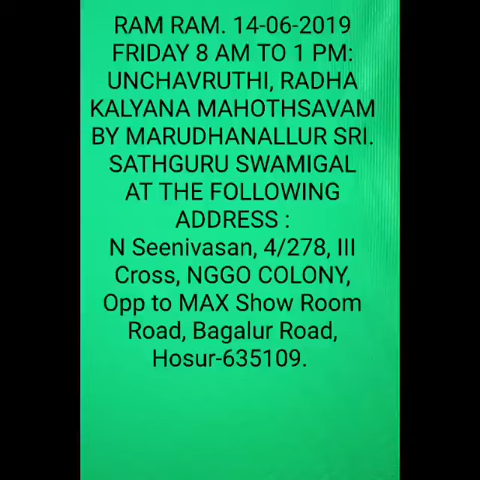 RAM RAM. 14-06-2019
FRIDAY 8 AM TO 1 PM:
UNCHAVRUTHI, RADHA
KALYANA MAHOTHSAVAM
BY MARUDHANALLUR SRI.
SATHGURU SWAMIGAL
AT THE FOLLOWING
ADDRESS :
N Seenivasan, 4/278, III
Cross, NGGO COLONY,
Opp to MAX Show Room
Road, Bagalur Road,
Hosur-635109.